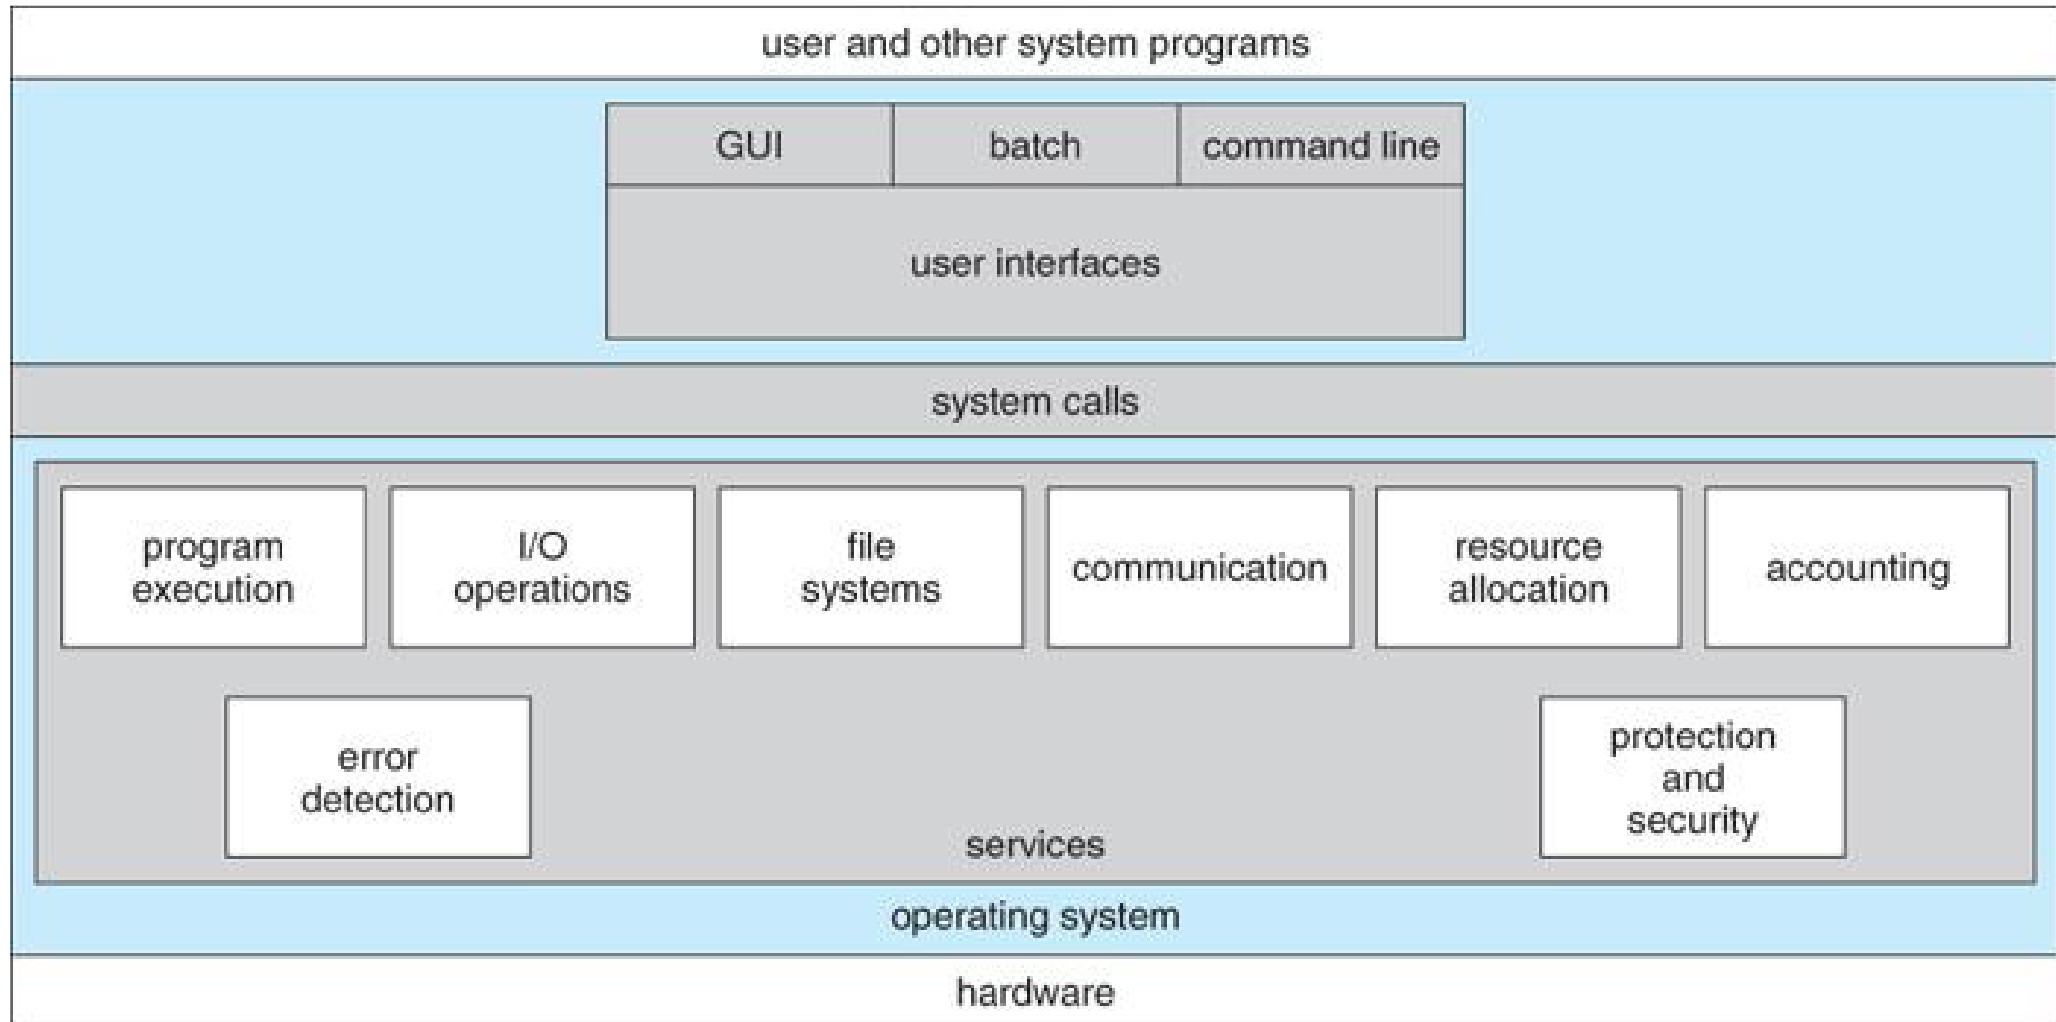 user and other system programs
GUI
batch
command line
user interfaces
system calls
program
execution
I/O
operations
file
systems
communication
resource
allocation
accounting
error
detection
protection
and
security
services
operating system
hardware